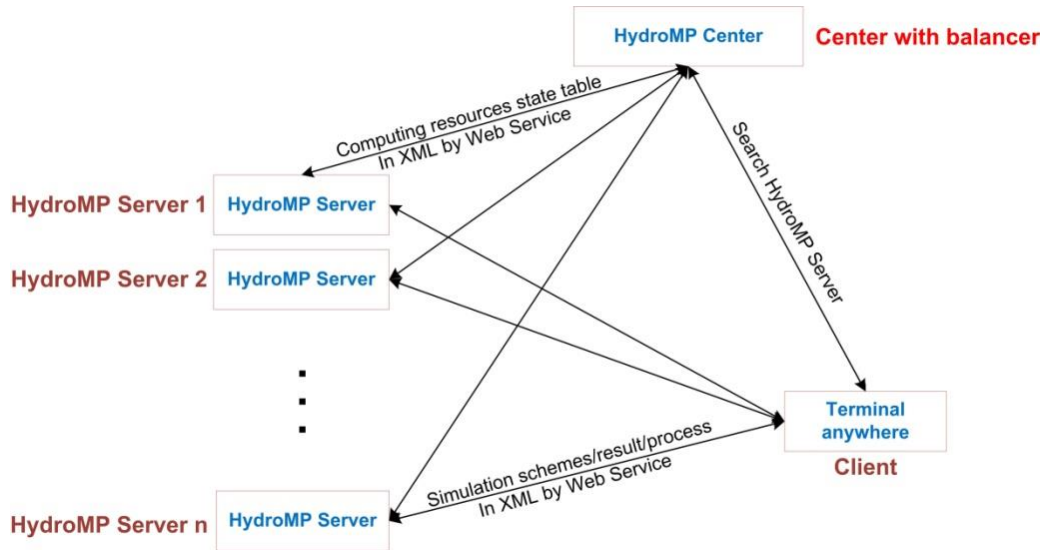 HydroMP Center
Center with balancer
Computing resources state table
In XML by Web Service
Search HydroMP Server
HydroMP Server 1
HydroMP Server
HydroMP Server 2
HydroMP Server
Terminal
anywhere
Client
Simulation schemes/result/process
In XML by Web Service
HydroMP Server n
HydroMP Server